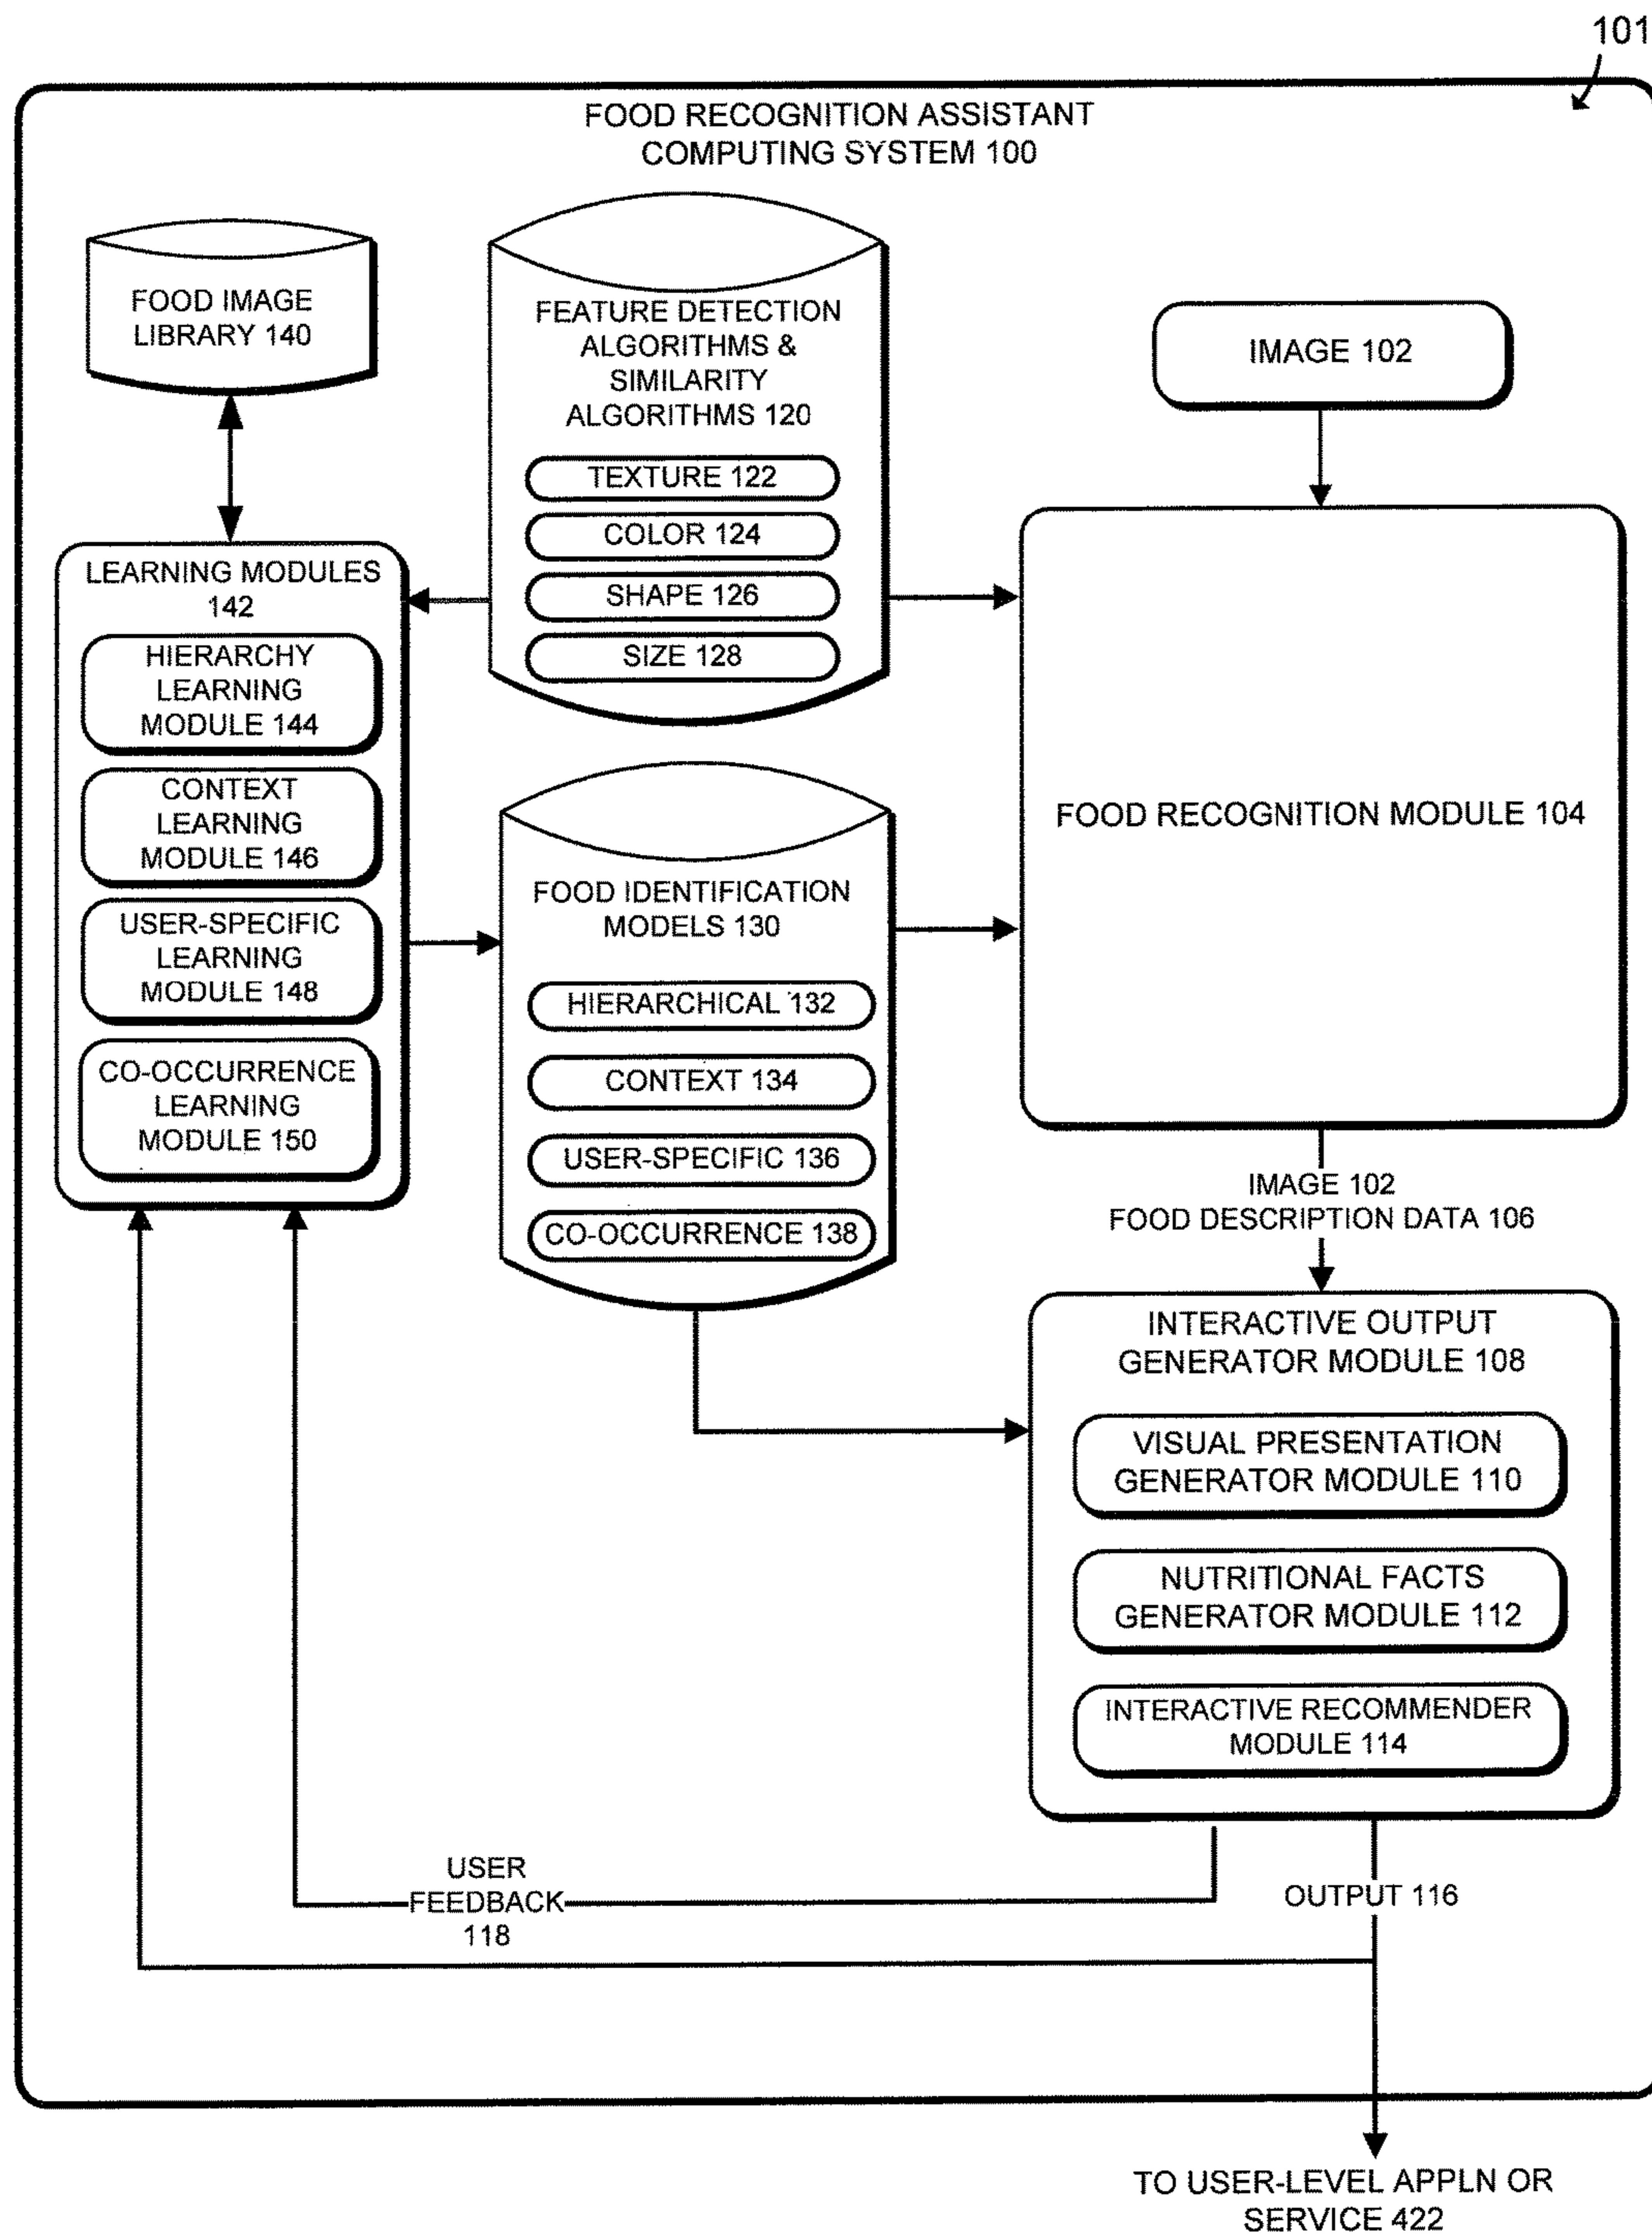 101
FOOD RECOGNITION ASSISTANT
COMPUTING SYSTEM 100
FOOD IMAGE
LIBRARY 140
FEATURE DETECTION
ALGORITHMS &
SIMILARITY
ALGORITHMS 120
TEXTURE 122
COLOR 124
SHAPE 126
SIZE 128
IMAGE 102
LEARNING MODULES
142
HIERARCHY
LEARNING
MODULE 144
CONTEXT
LEARNING
MODULE 146
USER-SPECIFIC
LEARNING
MODULE 148
CO-OCCURRENCE
LEARNING
MODULE 150
FOOD IDENTIFICATION
MODELS 130
HIERARCHICAL 132
CONTEXT 134
USER-SPECIFIC 136
CO-OCCURRENCE 138
FOOD RECOGNITION MODULE 104
IMAGE 102
FOOD DESCRIPTION DATA 106
INTERACTIVE OUTPUT
GENERATOR MODULE 108
VISUAL PRESENTATION
GENERATOR MODULE 110
NUTRITIONAL FACTS
GENERATOR MODULE 112
INTERACTIVE RECOMMENDER
MODULE 114
USER
FEEDBACK
118
OUTPUT 116
TO USER-LEVEL APPLN OR
SERVICE 422